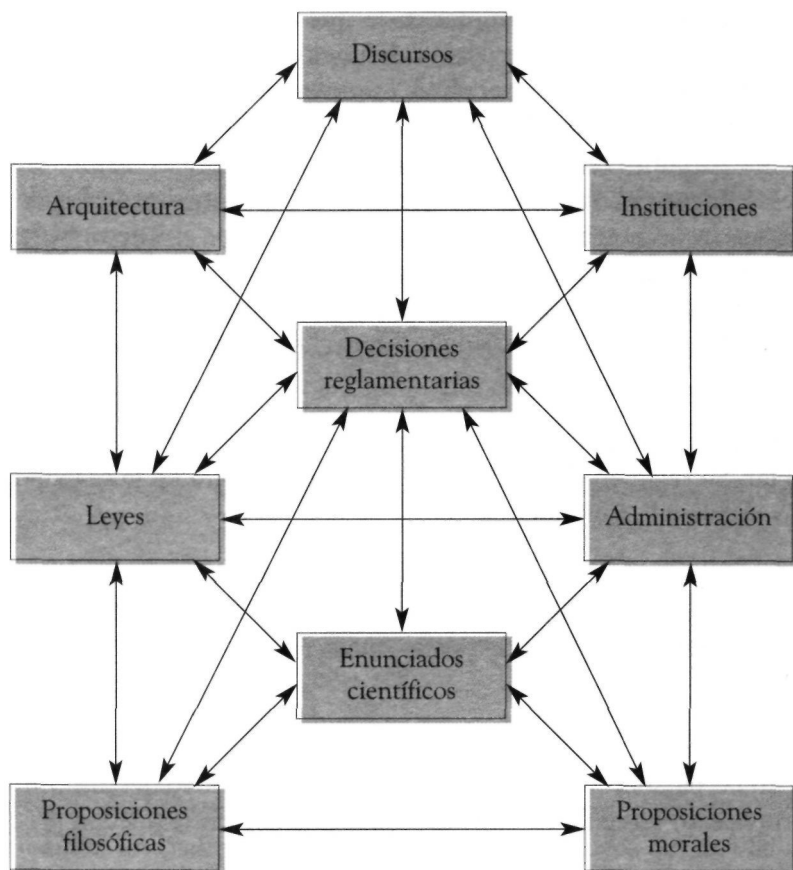 Discursos
Arquitectura
Instituciones
Decisiones
reglamentarias
Leyes
Administración
Enunciados
científicos
Proposiciones
filosóficas
Proposiciones
morales